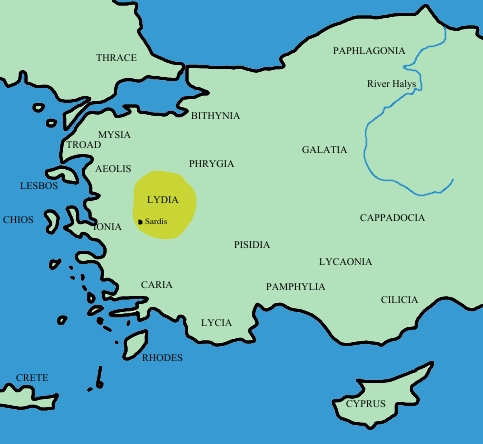 THRACE
PAPHLAGONIA
River Halys
BITHYNIA
MYSIA
TROAD
GALATIA
AEOLIS
PHRYGIA
LESBOS
LYDIA
CHIOS
Sardis
IONIA
CAPPADOCIA
PISIDIA
LYCAONIA
CARIA
PAMPHYLIA
CILICIA
LYCIA
RHODES
CRETE
CYPRUS